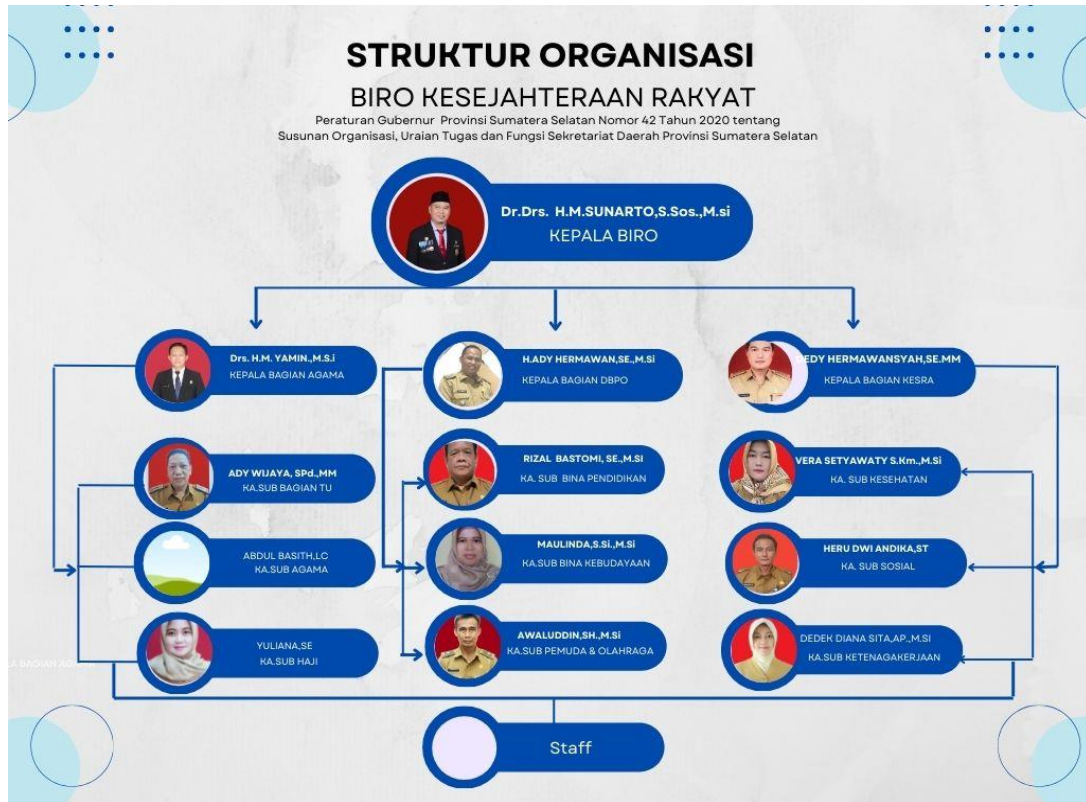 STRUKTUR ORGANISASI
BIRO KESEJAHTERAAN RAKYAT
Peraturan Gubernur Provinsi Sumatera Selatan Nomor 42 Tahun 2020 tentang
Susunan Organisasi, Uraian Tugas dan Fungsi Sekretariat Daerah Provinsi Sumatera Selatan
Dr.Drs. H.M.SUNARTO,S.Sos.,M.si
KEPALA BIRO
Drs. H.M. YAMIN.,M.S.i
KEPALA BAGIAN AGAMA
H.ADY HERMAWAN,SE.,M.Si
KEPALA BAGIAN DBPO
DEDY HERMAWANSYAH,SE.MM
KEPALA BAGIAN KESRA
ADY WIJAYA, SPd.,MM
KA.SUB BAGIAN TU
RIZAL BASTOMI, SE.,M.SI
KA. SUB BINA PENDIDIKAN
VERA SETYAWATY S.Km.,M.Si
KA. SUB KESEHATAN
ABDUL BASITH,LC
KA.SUB AGAMA
MAULINDA,S.Si.,M.Si
KA.SUB BINA KEBUDAYAAN
HERU DWI ANDIKA,ST
KA. SUB SOSIAL
YULIANA,SE
KA.SUB HAJI
AWALUDDIN,SH.,M.Si
KA.SUB PEMUDA & OLAHRAGA
DEDEK DIANA SITA,AP.,M.SI
KA.SUB KETENAGAKERJAAN
LA BAGIAN AGAMA
Staff